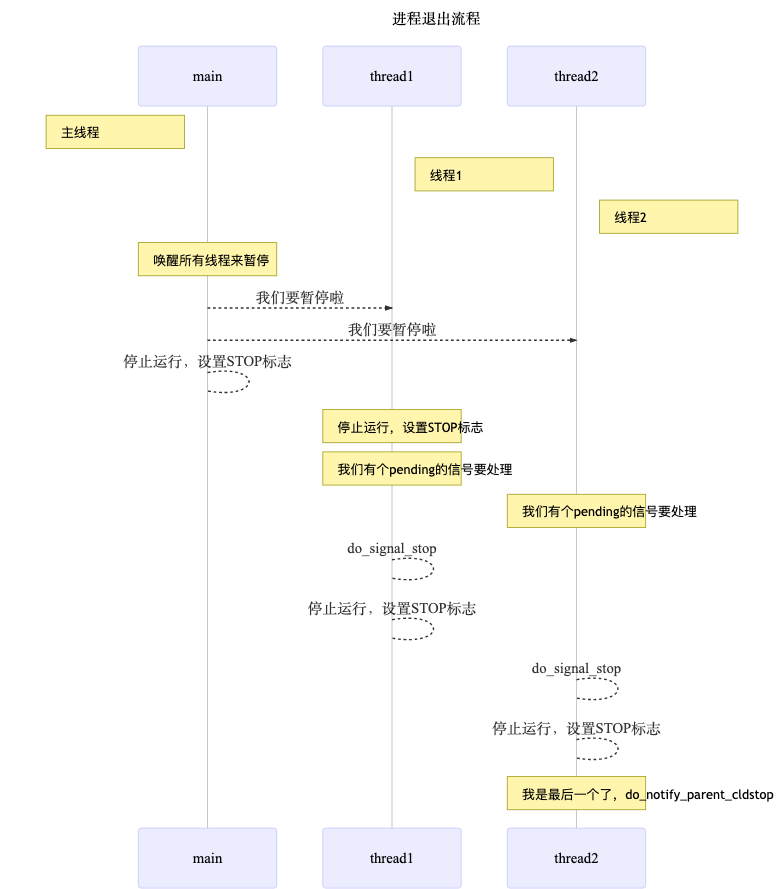 进程退出流程
main
thread1
thread2
主线程
线程1
线程2
唤醒所有线程来暂停
我们要暂停啦
我们要暂停啦
停止运行，设置STOP标志
停止运行，设置STOP标志
我们有个pending的信号要处理
我们有个pending的信号要处理
do_signal_stop
停止运行，设置STOP标志
do_signal_stop
停止运行，设置STOP标志
我是最后一个了，do_notify_parent_cldstop
main
thread1
thread2